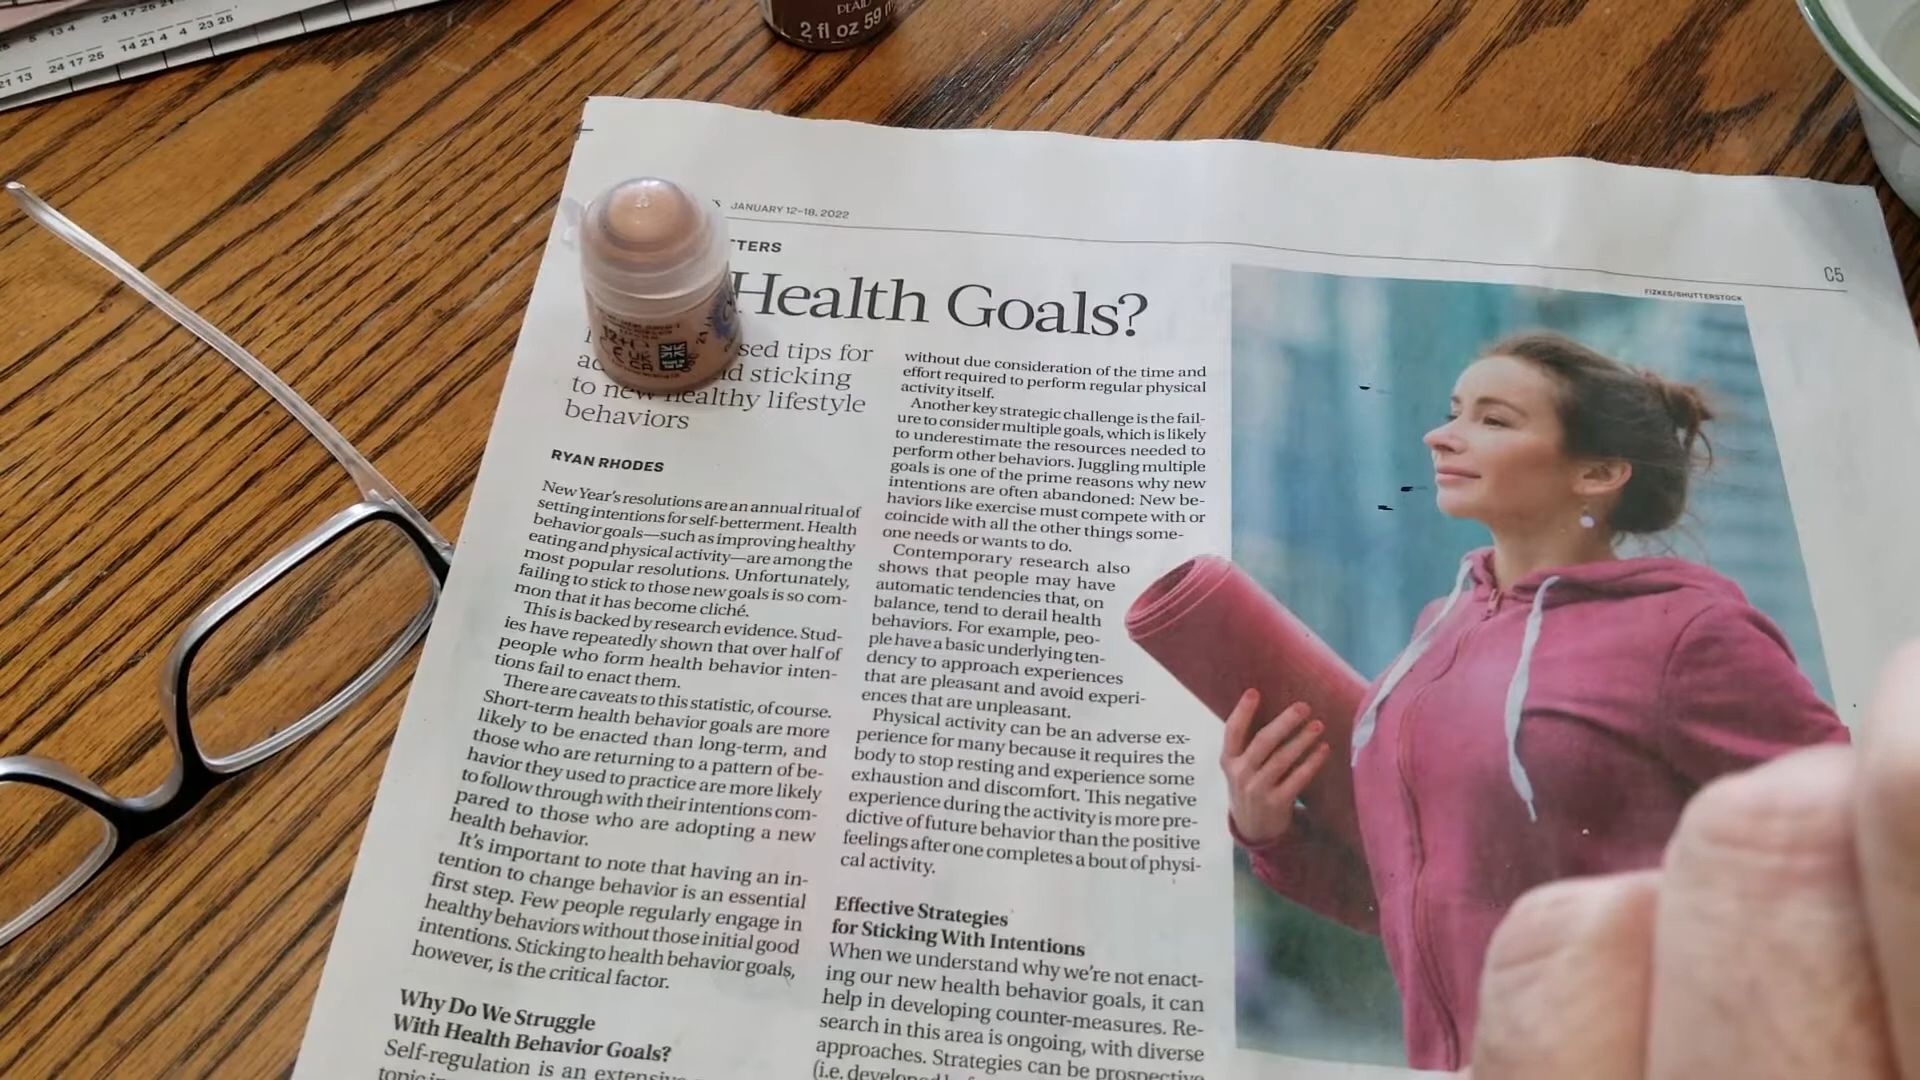 24 17 25
13 4
23 25
14 21 4 4
24 17 25
21 13
PLAID
2 fl oz 59
JANUARY 12–18, 2022
C5
TTERS
FIZKES/SHUTTERSTOCK
Health Goals?
sed tips for
sticking
to new healthy lifestyle
behaviors
RYAN RHODES
New Year's resolutions are an annual ritual of
setting intentions for self-betterment. Health
behavior goals—such as improving healthy
eating and physical activity—are among the
most popular resolutions. Unfortunately,
failing to stick to those new goals is so com-
mon that it has become cliché.
This is backed by research evidence. Stud-
ies have repeatedly shown that over half of
people who form health behavior inten-
tions fail to enact them.
There are caveats to this statistic, of course.
Short-term health behavior goals are more
likely to be enacted than long-term, and
those who are returning to a pattern of be-
havior they used to practice are more likely
to follow through with their intentions com-
pared to those who are adopting a new
health behavior.
It's important to note that having an in-
tention to change behavior is an essential
first step. Few people regularly engage in
healthy behaviors without those initial good
intentions. Sticking to health behavior goals,
however, is the critical factor.
Why Do We Struggle
With Health Behavior Goals?
Self-regulation is an extensive
topic in
without due consideration of the time and
effort required to perform regular physical
activity itself.
Another key strategic challenge is the fail-
ure to consider multiple goals, which is likely
to underestimate the resources needed to
perform other behaviors. Juggling multiple
goals is one of the prime reasons why new
intentions are often abandoned: New be-
haviors like exercise must compete with or
coincide with all the other things some-
one needs or wants to do.
Contemporary research also
shows that people may have
automatic tendencies that, on
balance, tend to derail health
behaviors. For example, peo-
ple have a basic underlying ten-
dency to approach experiences
that are pleasant and avoid experi-
ences that are unpleasant.
Physical activity can be an adverse ex-
perience for many because it requires the
body to stop resting and experience some
exhaustion and discomfort. This negative
experience during the activity is more pre-
dictive of future behavior than the positive
feelings after one completes a bout of physi-
cal activity.
Effective Strategies
for Sticking With Intentions
When we understand why we're not enact-
ing our new health behavior goals, it can
help in developing counter-measures. Re-
search in this area is ongoing, with diverse
approaches. Strategies can be prospective
(i.e. developed